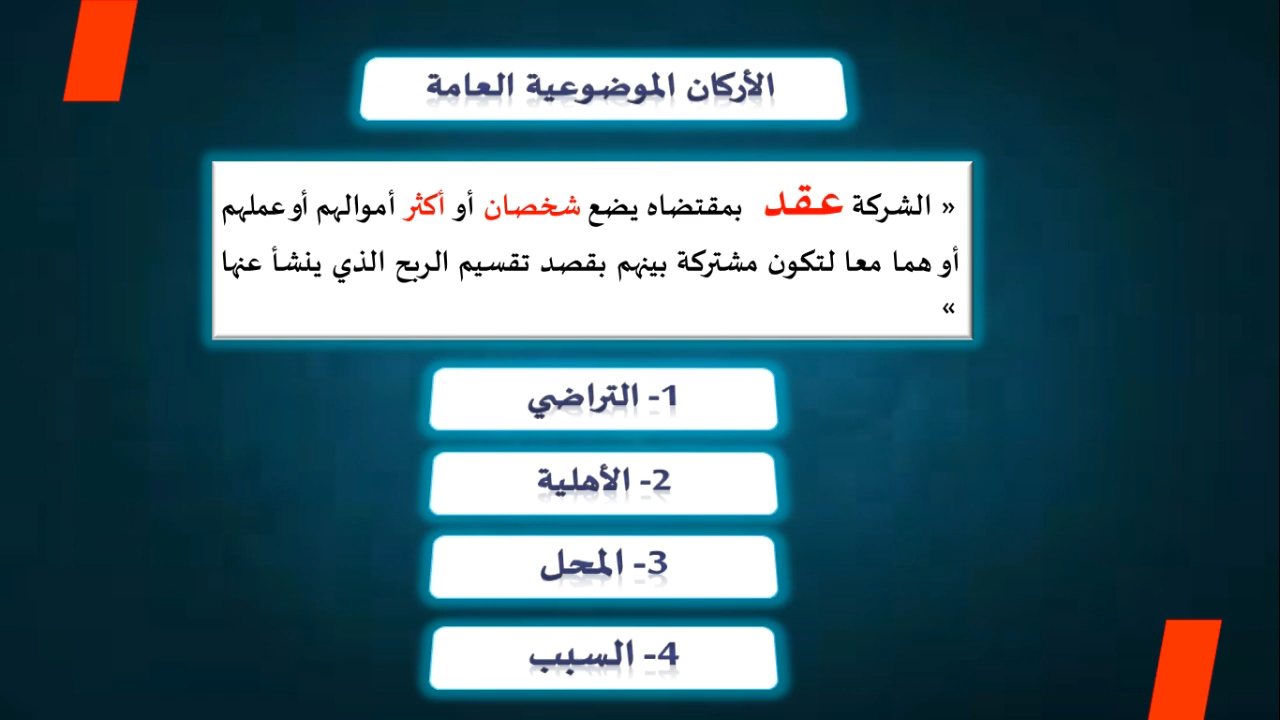 الأركان الموضوعية العامة
« الشركة عقد بمقتضاه يضع شخصان أو أكثر أموالهم أو عملهم
أو هما معا لتكون مشتركة بينهم بقصد تقسيم الربح الذي ينشأ عنها
»
1- التراضي
2- الأهلية
3- المحل
4- السبب